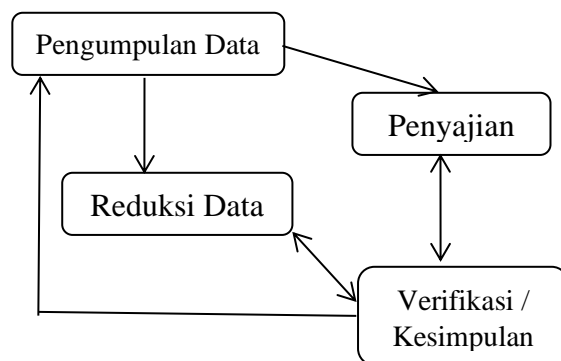 Pengumpulan Data
Penyajian
Reduksi Data
Verifikasi /
Kesimpulan